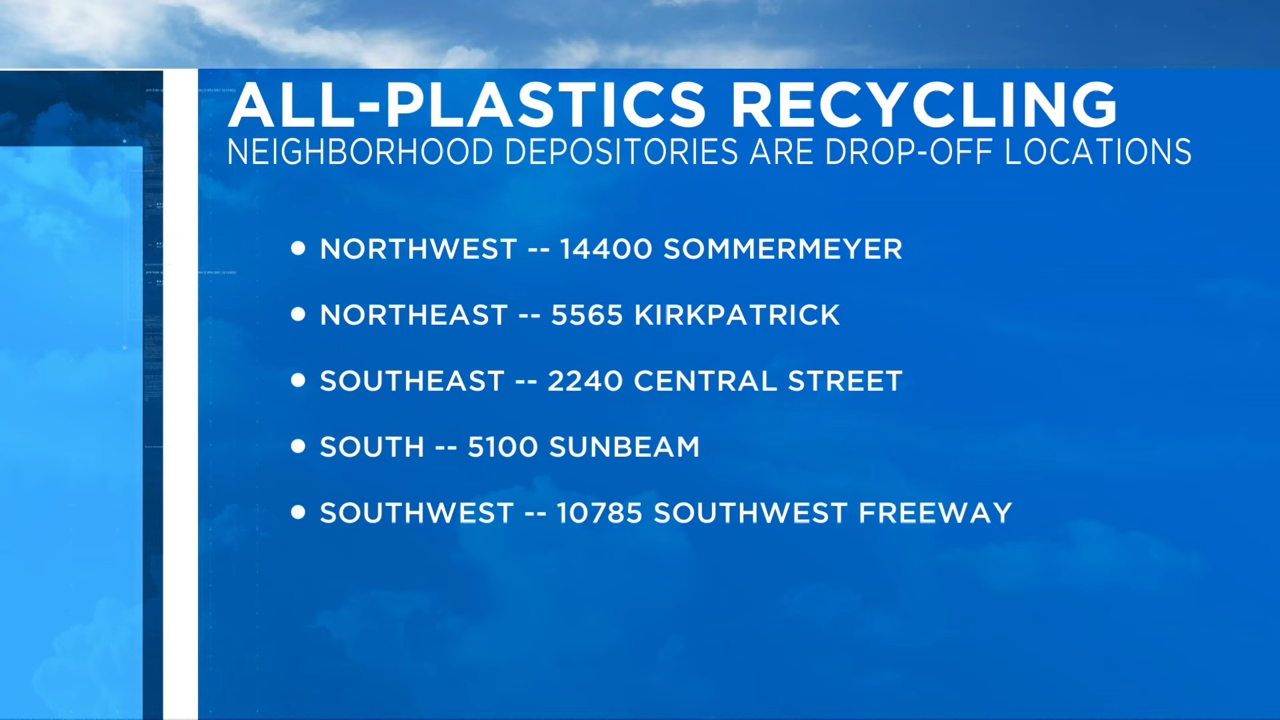 ALL-PLASTICS RECYCLING
NEIGHBORHOOD DEPOSITORIES ARE DROP-OFF LOCATIONS
● NORTHWEST -- 14400 SOMMERMEYER
● NORTHEAST -- 5565 KIRKPATRICK
● SOUTHEAST -- 2240 CENTRAL STREET
● SOUTH -- 5100 SUNBEAM
● SOUTHWEST -- 10785 SOUTHWEST FREEWAY